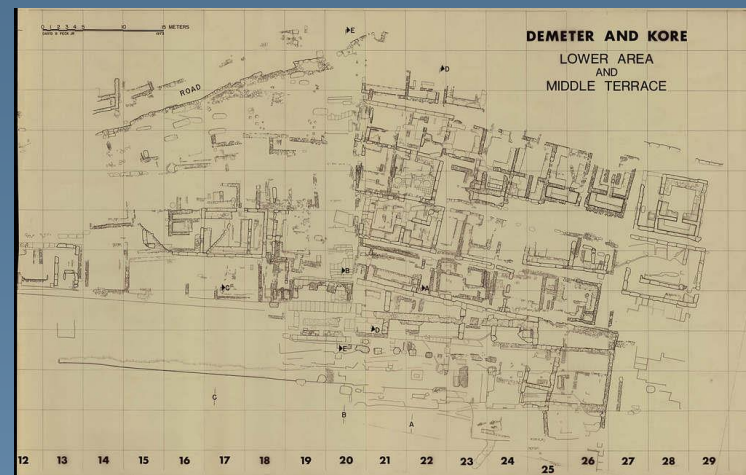 0 1 2 3 4 5 10 15 METERS
DEMETER AND KORE
LOWER AREA
AND
MIDDLE TERRACE
E
D
ROAD
B
C
A
D
E
C
B
A
12 13 14 15 16 17 18 19 20 21 22 23 24 25 26 27 28 29